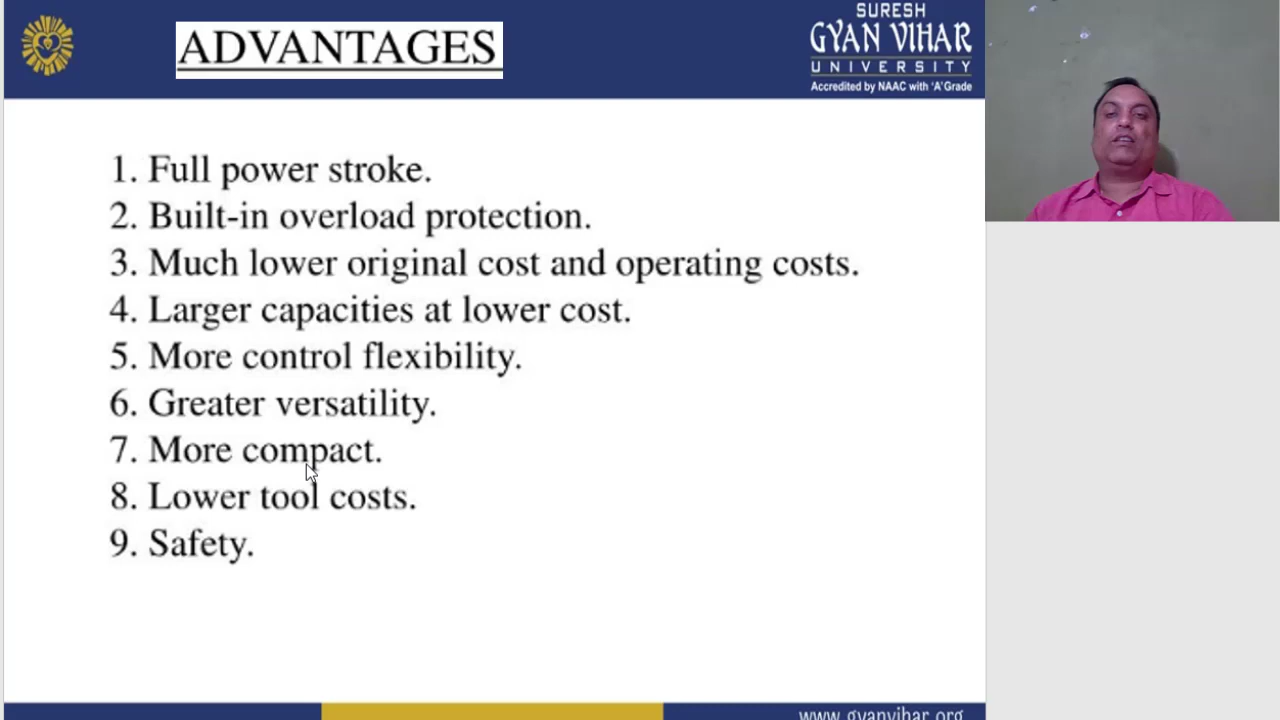 ADVANTAGES
SURESH
GYAN VIHAR
UNIVERSITY
Accredited by NAAC with 'A' Grade
1. Full power stroke.
2. Built-in overload protection.
3. Much lower original cost and operating costs.
4. Larger capacities at lower cost.
5. More control flexibility.
6. Greater versatility.
7. More compact.
8. Lower tool costs.
9. Safety.
www.gyanvihar.org